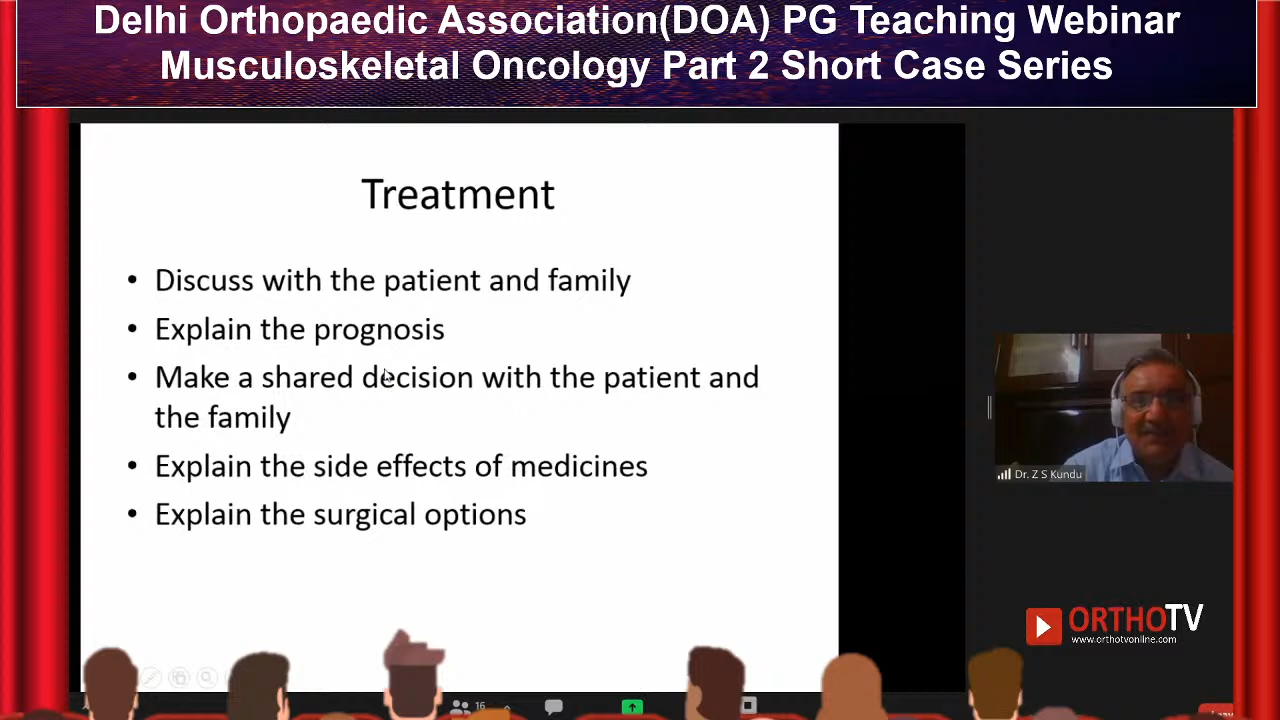 Delhi Orthopaedic Association(DOA) PG Teaching Webinar
Musculoskeletal Oncology Part 2 Short Case Series
Treatment
• Discuss with the patient and family
• Explain the prognosis
• Make a shared decision with the patient and
the family
• Explain the side effects of medicines
• Explain the surgical options
Dr. Z S Kundu
ORTHOTV
www.orthotvonline.com
16